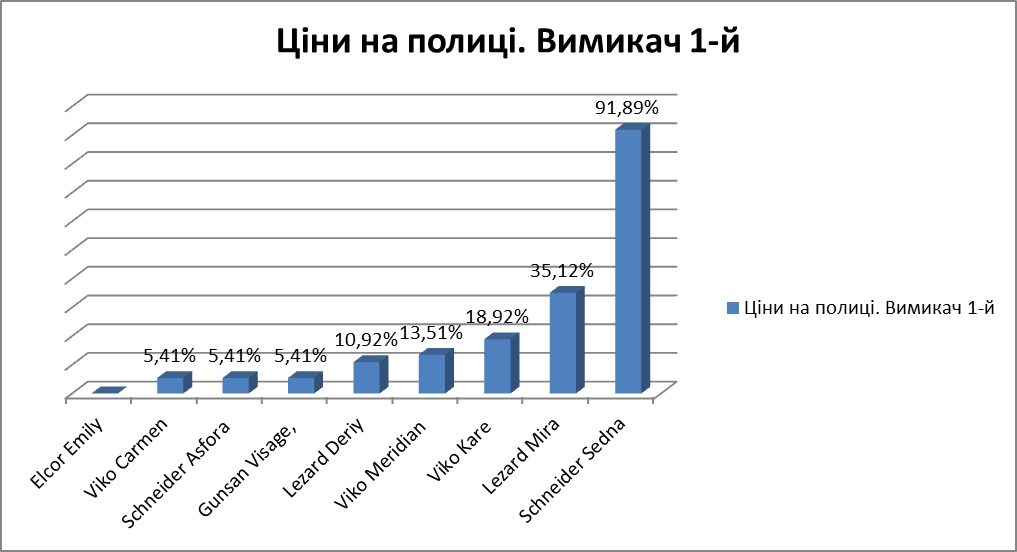 Ціни на полиці. Вимикач 1-й
91,89%
35,12%
18,92%
13,51%
10,92%
5,41% 5,41% 5,41%
Ціни на полиці. Вимикач 1-й
Elcor Emily
Viko Carmen
Schneider Asfora
Gunsan Visage,
Lezard Deriy
Viko Meridian
Viko Kare
Lezard Mira
Schneider Sedna